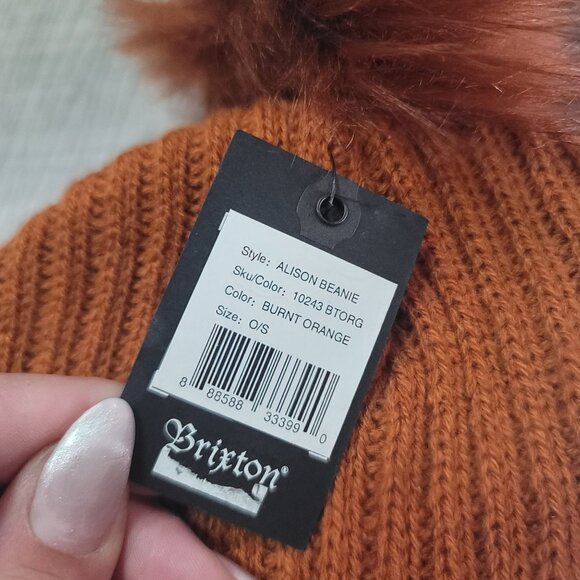 Style: ALISON BEANIE
Sku/Color: 10243 BTORG
Color: BURNT ORANGE
Size: O/S
8 88588 33399 0
Brixton®